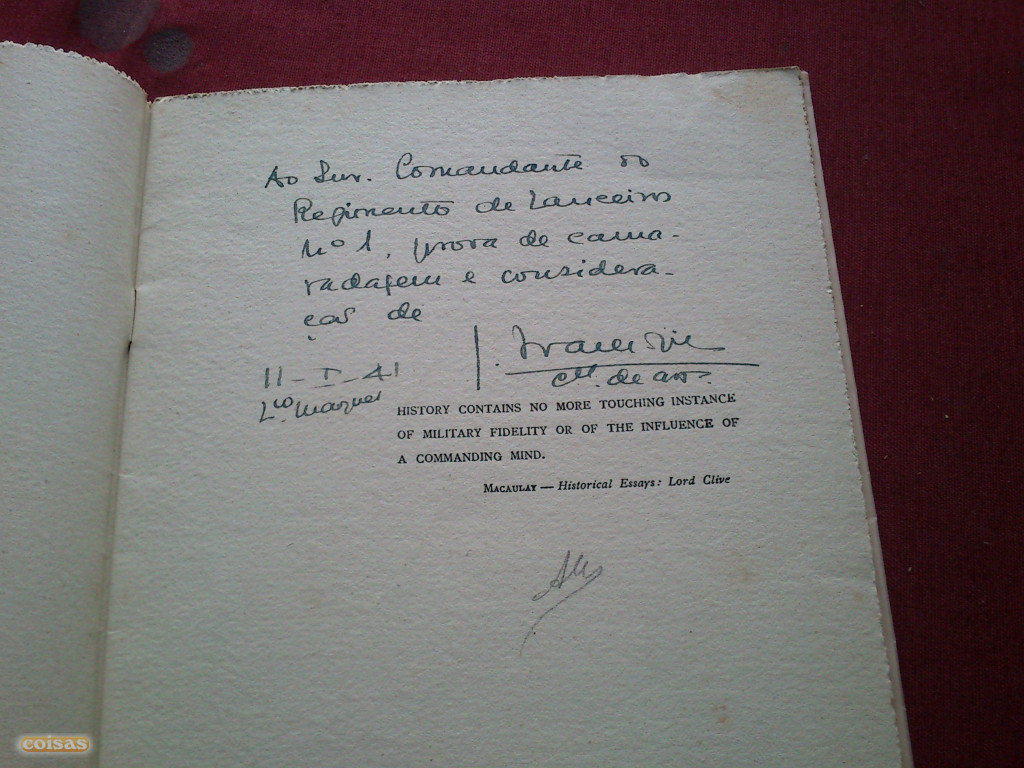 Ao Snr. Comandante do
Regimento de Lanceiros
nº 1, prova de cama-
radagem e considera-
ção de
11-I-41
Lço Marques
HISTORY CONTAINS NO MORE TOUCHING INSTANCE
OF MILITARY FIDELITY OR OF THE INFLUENCE OF
A COMMANDING MIND.
MACAULAY — Historical Essays: Lord Clive
coisas